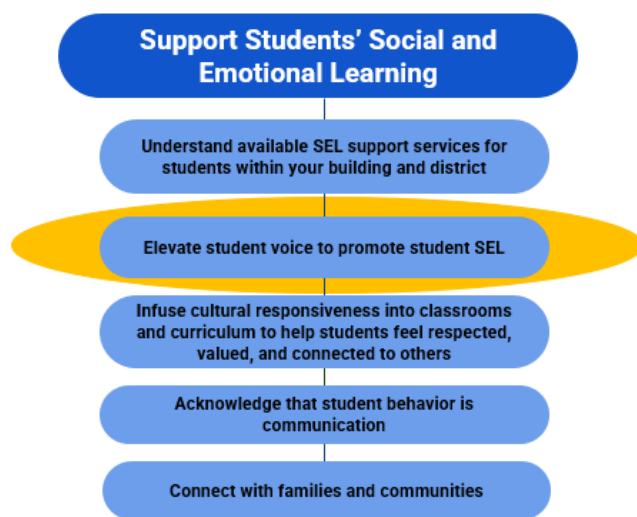 Support Students’ Social and
Emotional Learning
Understand available SEL support services for
students within your building and district
Elevate student voice to promote student SEL
Infuse cultural responsiveness into classrooms
and curriculum to help students feel respected,
valued, and connected to others
Acknowledge that student behavior is
communication
Connect with families and communities